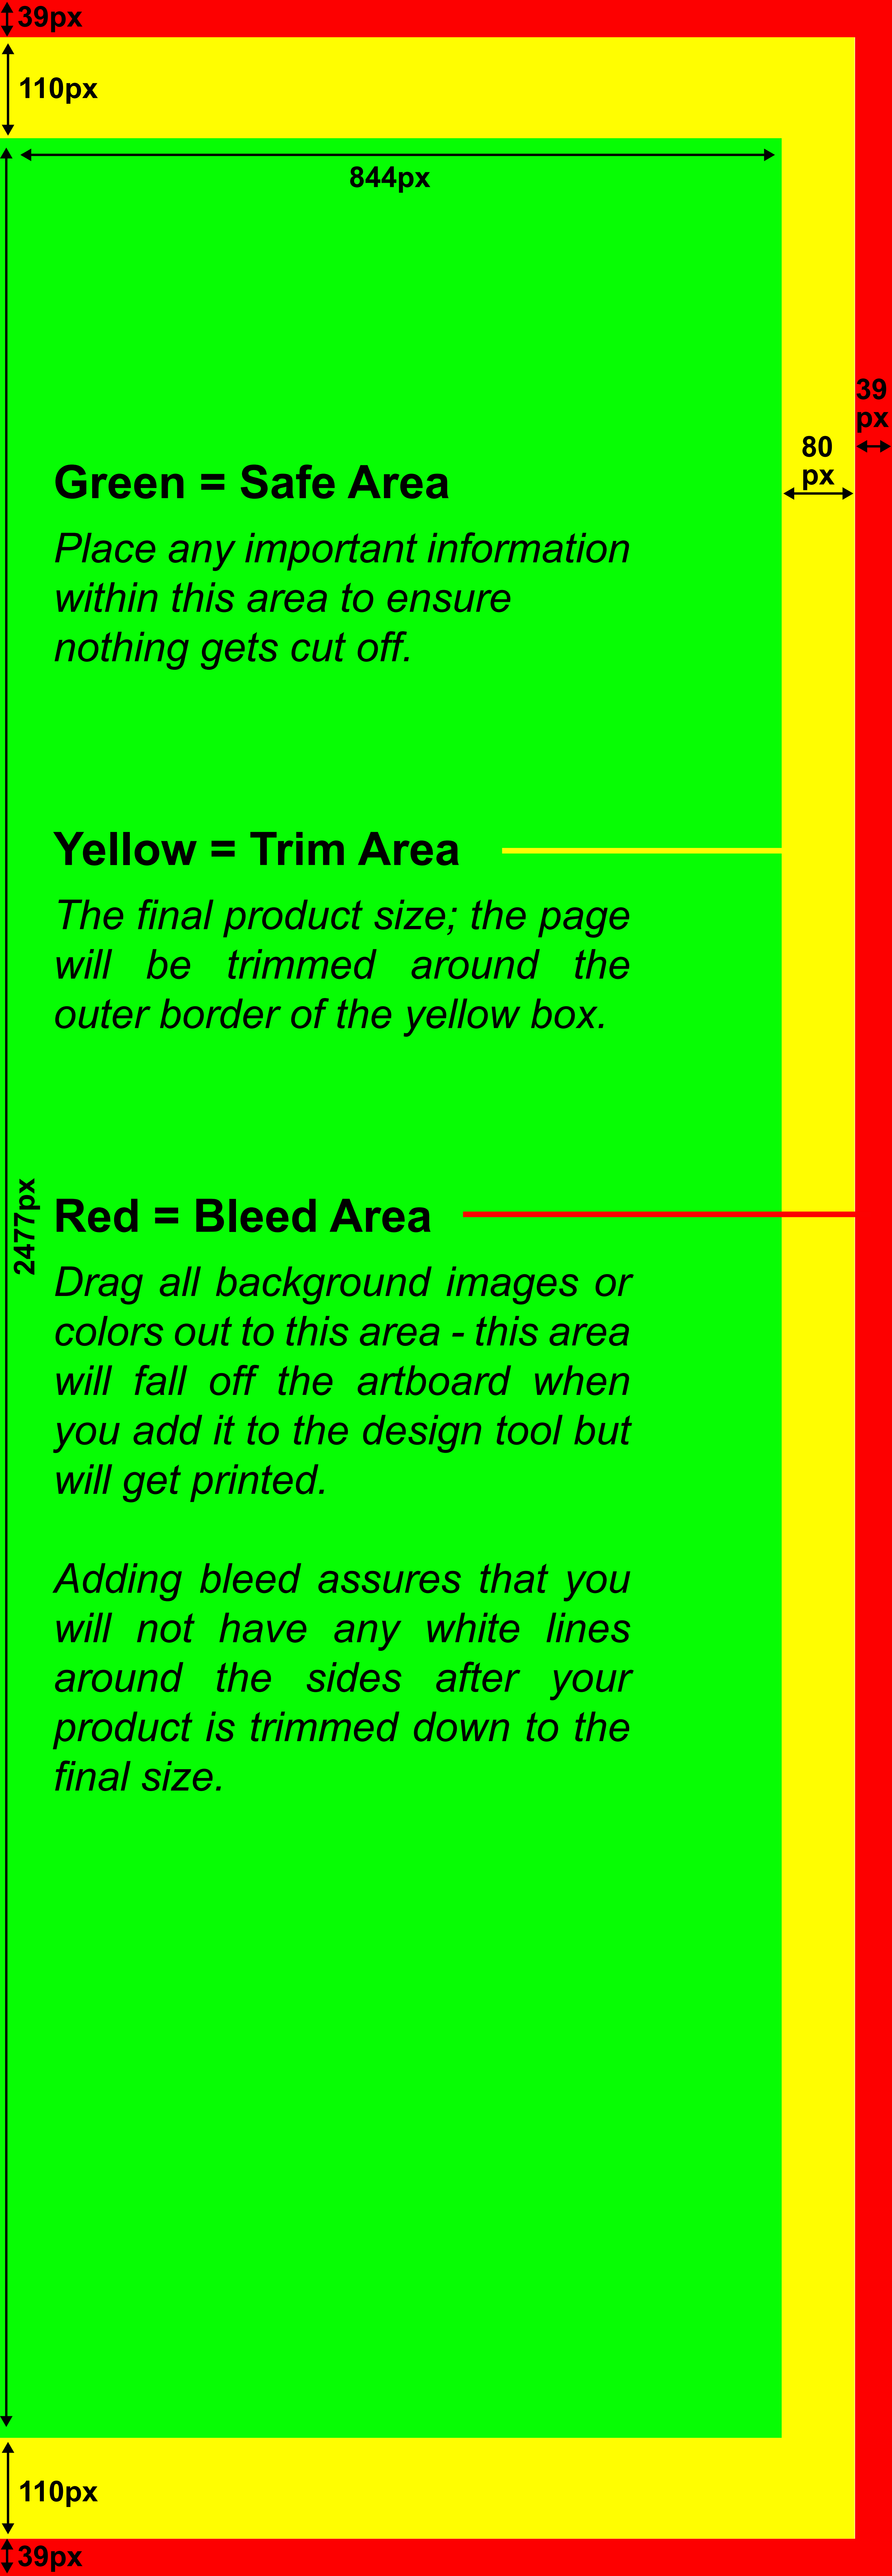 39px
110px
844px
39
px
80
px
Green = Safe Area
Place any important information
within this area to ensure
nothing gets cut off.
Yellow = Trim Area
The final product size; the page
will be trimmed around the
outer border of the yellow box.
2477px
Red = Bleed Area
Drag all background images or
colors out to this area - this area
will fall off the artboard when
you add it to the design tool but
will get printed.
Adding bleed assures that you
will not have any white lines
around the sides after your
product is trimmed down to the
final size.
110px
39px